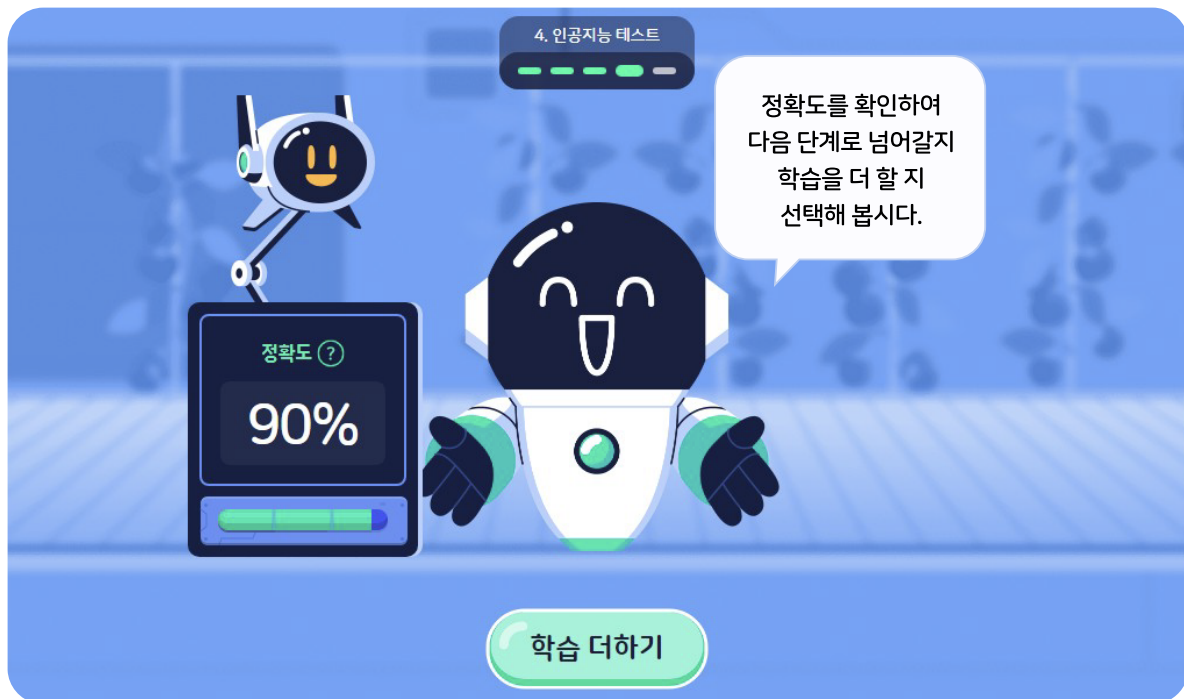 4. 인공지능 테스트
정확도를 확인하여
다음 단계로 넘어갈지
학습을 더 할 지
선택해 봅시다.
정확도 ?
90%
학습 더하기